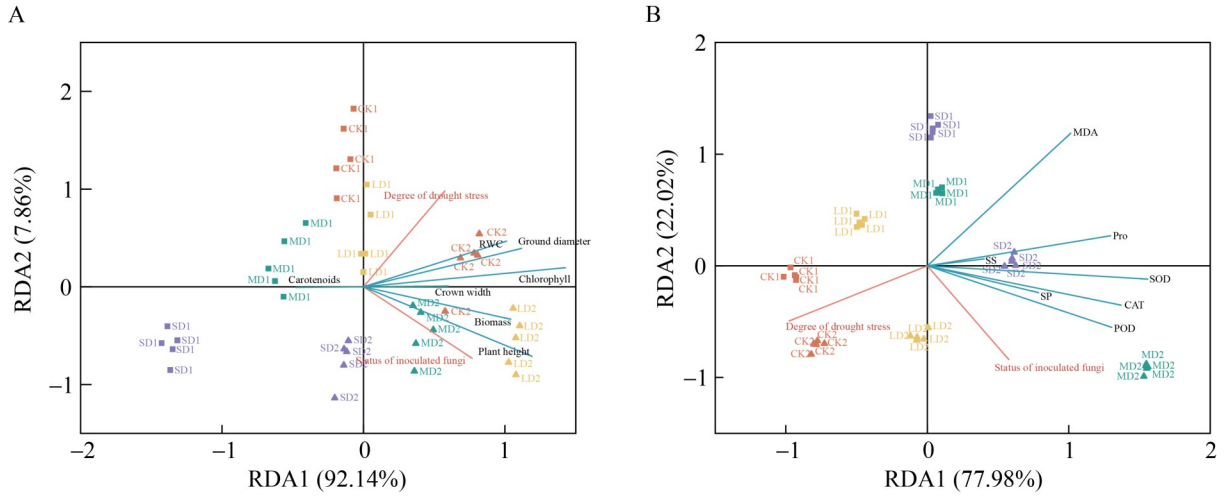 A
2
1
0
−1
−2
−1
0
1
RDA2 (7.86%)
RDA1 (92.14%)
CK1
CK1
CK1
CK1
CK1
LD1
LD1
LD1
LD1
LD1
MD1
MD1
MD1
MD1
MD1
SD1
SD1
SD1
SD1
SD1
Degree of drought stress
CK2
RWC
Ground diameter
CK2
CK2
Chlorophyll
Carotenoids
Crown width
MD2
CK2
LD2
Biomass
MD2
LD2
LD2
SD2
SD2
SD2
MD2
Plant height
Status of inoculated fungi
LD2
MD2
LD2
SD2
B
2
1
0
−1
−1
0
1
2
RDA2 (22.02%)
RDA1 (77.98%)
SD1
SD1
SD
SD1
SD1
MDA
MD1
MD1
MD1
MD1
MD1
LD1
LD1
LD1
LD1
LD1
Pro
SD2
SD2
SD2
SD2
SS
SOD
SP
CAT
POD
CK1
CK1
CK1
CK1
Degree of drought stress
CK2
CK2
CK2
CK2
LD2
LD2
LD2
LD2
Status of inoculated fungi
MD2
MD2
MD2
MD2
MD2